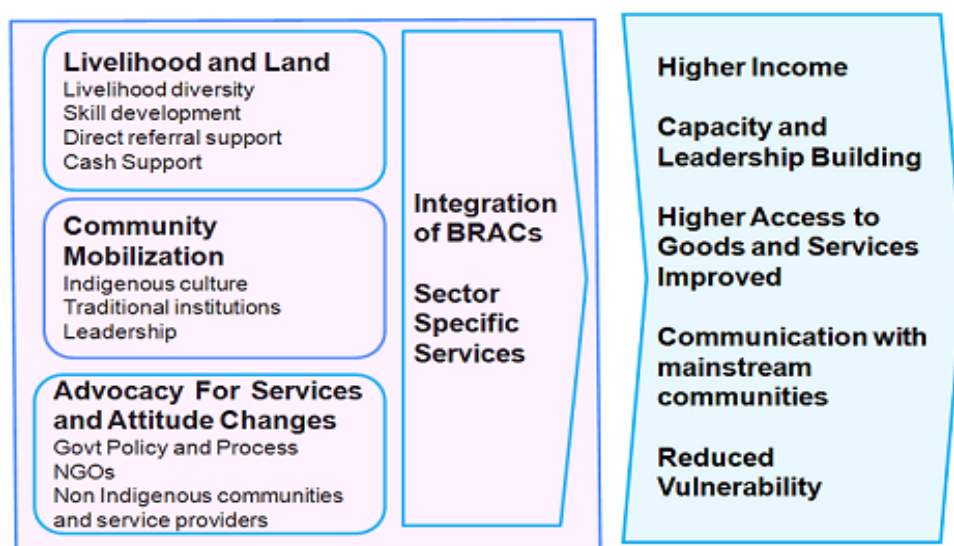 Livelihood and Land
Livelihood diversity
Skill development
Direct referral support
Cash Support
Community
Mobilization
Indigenous culture
Traditional institutions
Leadership
Advocacy For Services
and Attitude Changes
Govt Policy and Process
NGOs
Non Indigenous communities
and service providers
Integration
of BRACs
Sector
Specific
Services
Higher Income
Capacity and
Leadership Building
Higher Access to
Goods and Services
Improved
Communication with
mainstream
communities
Reduced
Vulnerability